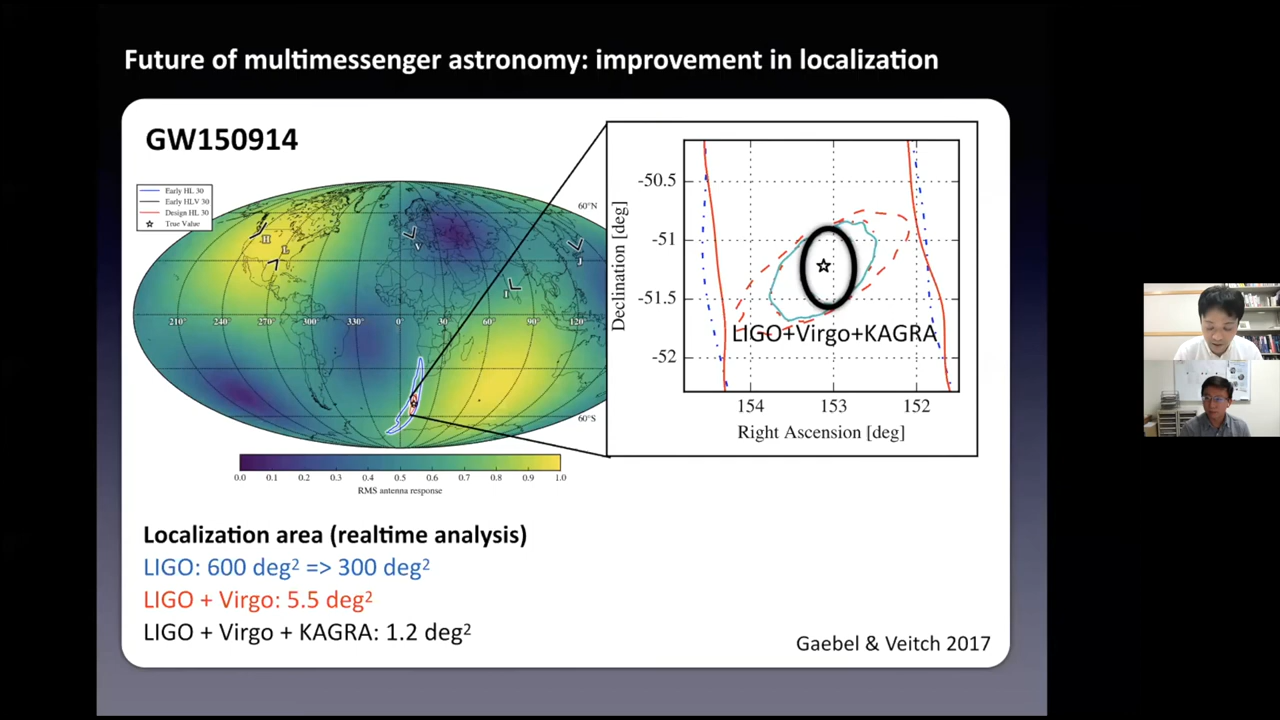 Future of multimessenger astronomy: improvement in localization
GW150914
Early HL 30
Early HLV 30
Design HL 30
True Value
60°N
H
L
V
J
I
210°
240°
270°
300°
330°
0°
30°
60°
90°
120°
60°S
0.0 0.1 0.2 0.3 0.4 0.5 0.6 0.7 0.8 0.9 1.0
RMS antenna response
Declination [deg]
-50.5
-51
-51.5
-52
LIGO+Virgo+KAGRA
154 153 152
Right Ascension [deg]
Localization area (realtime analysis)
LIGO: 600 deg² => 300 deg²
LIGO + Virgo: 5.5 deg²
LIGO + Virgo + KAGRA: 1.2 deg²
Gaebel & Veitch 2017